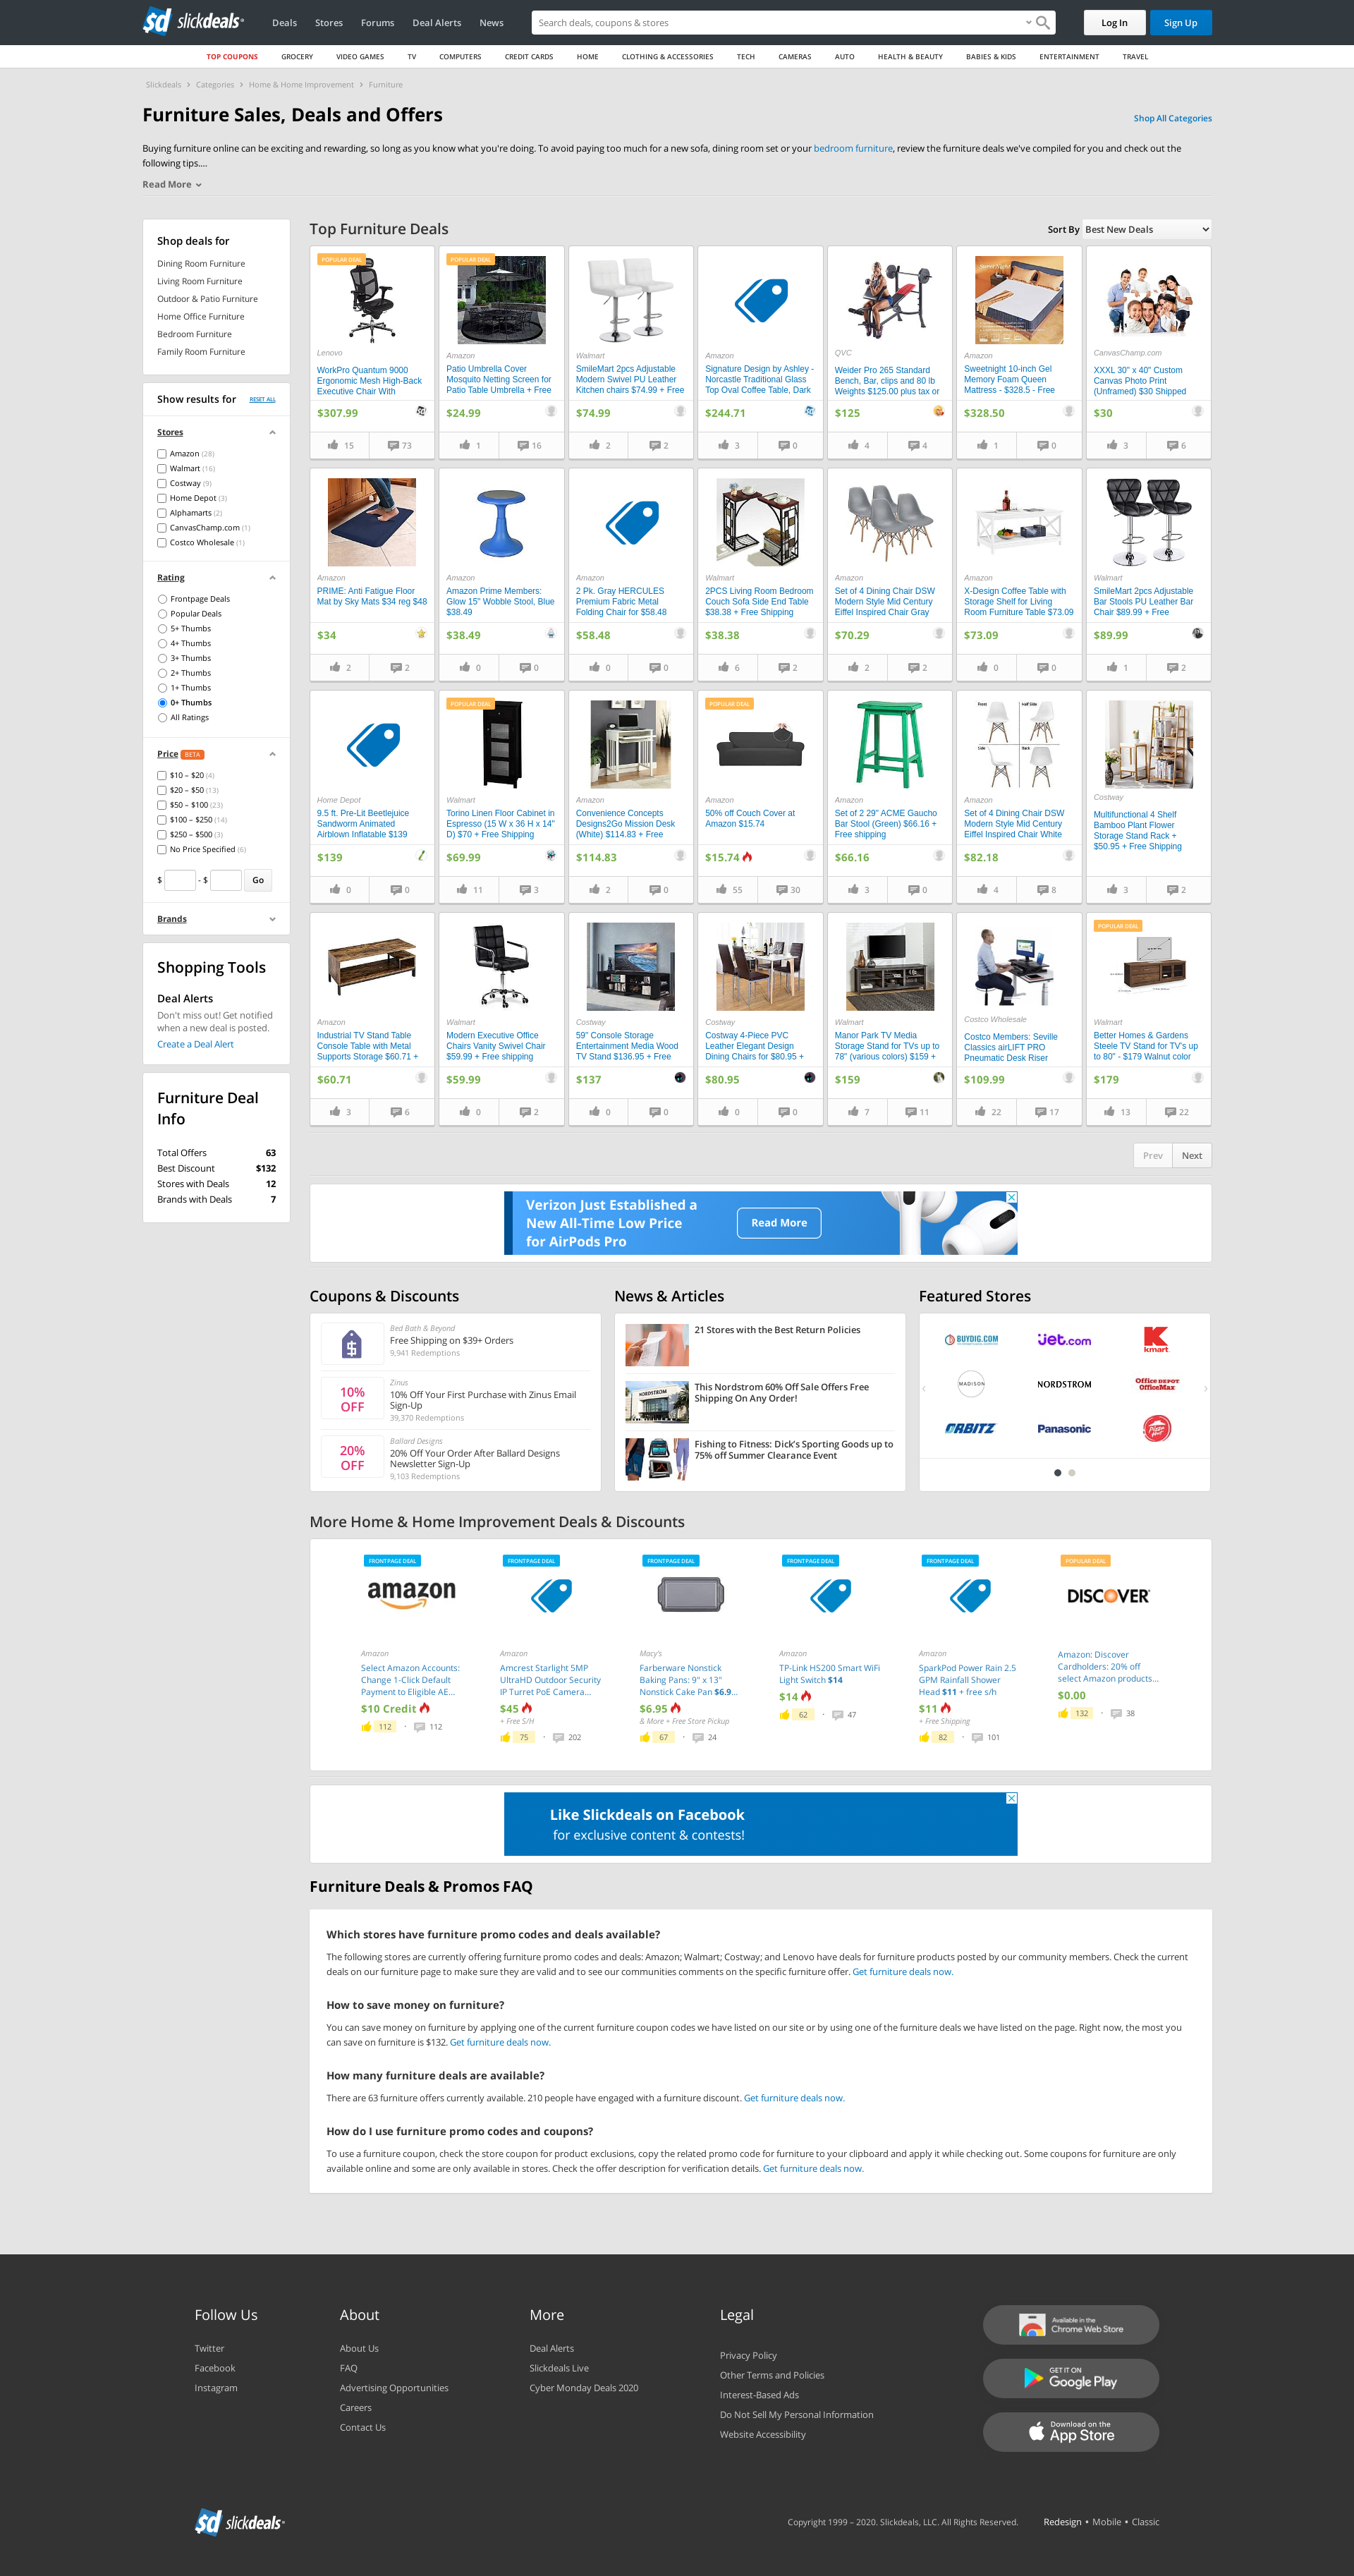 slickdeals
Deals Stores Forums Deal Alerts News
Search deals, coupons & stores
Log In Sign Up
TOP COUPONS GROCERY VIDEO GAMES TV COMPUTERS CREDIT CARDS HOME CLOTHING & ACCESSORIES TECH CAMERAS AUTO HEALTH & BEAUTY BABIES & KIDS ENTERTAINMENT TRAVEL
Slickdeals › Categories › Home & Home Improvement › Furniture
Furniture Sales, Deals and Offers
Shop All Categories
Buying furniture online can be exciting and rewarding, so long as you know what you're doing. To avoid paying too much for a new sofa, dining room set or your bedroom furniture, review the furniture deals we've compiled for you and check out the
following tips....
Read More
Shop deals for
Dining Room Furniture
Living Room Furniture
Outdoor & Patio Furniture
Home Office Furniture
Bedroom Furniture
Family Room Furniture
Show results for RESET ALL
Stores
Amazon (28)
Walmart (16)
Costway (9)
Home Depot (3)
Alphamarts (2)
CanvasChamp.com (1)
Costco Wholesale (1)
Rating
Frontpage Deals
Popular Deals
5+ Thumbs
4+ Thumbs
3+ Thumbs
2+ Thumbs
1+ Thumbs
0+ Thumbs
All Ratings
Price BETA
$10 – $20 (4)
$20 – $50 (13)
$50 – $100 (23)
$100 – $250 (14)
$250 – $500 (3)
No Price Specified (6)
$ - $ Go
Brands
Shopping Tools
Deal Alerts
Don't miss out! Get notified
when a new deal is posted.
Create a Deal Alert
Furniture Deal
Info
Total Offers 63
Best Discount $132
Stores with Deals 12
Brands with Deals 7
Top Furniture Deals
Sort By Best New Deals
POPULAR DEAL
Lenovo
WorkPro Quantum 9000
Ergonomic Mesh High-Back
Executive Chair With
$307.99
15 73
POPULAR DEAL
Amazon
Patio Umbrella Cover
Mosquito Netting Screen for
Patio Table Umbrella + Free
$24.99
1 16
Walmart
SmileMart 2pcs Adjustable
Modern Swivel PU Leather
Kitchen chairs $74.99 + Free
$74.99
2 2
Amazon
Signature Design by Ashley -
Norcastle Traditional Glass
Top Oval Coffee Table, Dark
$244.71
3 0
QVC
Weider Pro 265 Standard
Bench, Bar, clips and 80 lb
Weights $125.00 plus tax or
$125
4 4
Amazon
Sweetnight 10-inch Gel
Memory Foam Queen
Mattress - $328.5 - Free
$328.50
1 0
CanvasChamp.com
XXXL 30" x 40" Custom
Canvas Photo Print
(Unframed) $30 Shipped
$30
3 6
Amazon
PRIME: Anti Fatigue Floor
Mat by Sky Mats $34 reg $48
$34
2 2
Amazon
Amazon Prime Members:
Glow 15" Wobble Stool, Blue
$38.49
$38.49
0 0
Amazon
2 Pk. Gray HERCULES
Premium Fabric Metal
Folding Chair for $58.48
$58.48
0 0
Walmart
2PCS Living Room Bedroom
Couch Sofa Side End Table
$38.38 + Free Shipping
$38.38
6 2
Amazon
Set of 4 Dining Chair DSW
Modern Style Mid Century
Eiffel Inspired Chair Gray
$70.29
2 2
Amazon
X-Design Coffee Table with
Storage Shelf for Living
Room Furniture Table $73.09
$73.09
0 0
Walmart
SmileMart 2pcs Adjustable
Bar Stools PU Leather Bar
Chair $89.99 + Free
$89.99
1 2
Home Depot
9.5 ft. Pre-Lit Beetlejuice
Sandworm Animated
Airblown Inflatable $139
$139
0 0
POPULAR DEAL
Walmart
Torino Linen Floor Cabinet in
Espresso (15 W x 36 H x 14"
D) $70 + Free Shipping
$69.99
11 3
Amazon
Convenience Concepts
Designs2Go Mission Desk
(White) $114.83 + Free
$114.83
2 0
POPULAR DEAL
Amazon
50% off Couch Cover at
Amazon $15.74
$15.74
55 30
Amazon
Set of 2 29" ACME Gaucho
Bar Stool (Green) $66.16 +
Free shipping
$66.16
3 0
Front Half Side
Side Back
Amazon
Set of 4 Dining Chair DSW
Modern Style Mid Century
Eiffel Inspired Chair White
$82.18
4 8
Costway
Multifunctional 4 Shelf
Bamboo Plant Flower
Storage Stand Rack +
$50.95 + Free Shipping
3 2
Amazon
Industrial TV Stand Table
Console Table with Metal
Supports Storage $60.71 +
$60.71
3 6
Walmart
Modern Executive Office
Chairs Vanity Swivel Chair
$59.99 + Free shipping
$59.99
0 2
Costway
59" Console Storage
Entertainment Media Wood
TV Stand $136.95 + Free
$137
0 0
Costway
Costway 4-Piece PVC
Leather Elegant Design
Dining Chairs for $80.95 +
$80.95
0 0
Walmart
Manor Park TV Media
Storage Stand for TVs up to
78" (various colors) $159 +
$159
7 11
Costco Wholesale
Costco Members: Seville
Classics airLIFT PRO
Pneumatic Desk Riser
$109.99
22 17
POPULAR DEAL
Walmart
Better Homes & Gardens
Steele TV Stand for TV's up
to 80" - $179 Walnut color
$179
13 22
Prev Next
Verizon Just Established a
New All-Time Low Price
for AirPods Pro
Read More
Coupons & Discounts
Bed Bath & Beyond
Free Shipping on $39+ Orders
9,941 Redemptions
10%
OFF
Zinus
10% Off Your First Purchase with Zinus Email
Sign-Up
39,370 Redemptions
20%
OFF
Ballard Designs
20% Off Your Order After Ballard Designs
Newsletter Sign-Up
9,103 Redemptions
News & Articles
21 Stores with the Best Return Policies
NORDSTROM
This Nordstrom 60% Off Sale Offers Free
Shipping On Any Order!
Fishing to Fitness: Dick's Sporting Goods up to
75% off Summer Clearance Event
Featured Stores
BUYDIG.COM jet.com kmart
MADISON NORDSTROM Office DEPOT OfficeMax
ORBITZ Panasonic Pizza Hut
More Home & Home Improvement Deals & Discounts
FRONTPAGE DEAL
amazon
Amazon
Select Amazon Accounts:
Change 1-Click Default
Payment to Eligible AE...
$10 Credit
112 · 112
FRONTPAGE DEAL
Amazon
Amcrest Starlight 5MP
UltraHD Outdoor Security
IP Turret PoE Camera...
$45
+ Free S/H
75 · 202
FRONTPAGE DEAL
Macy's
Farberware Nonstick
Baking Pans: 9" x 13"
Nonstick Cake Pan $6.9...
$6.95
& More + Free Store Pickup
67 · 24
FRONTPAGE DEAL
Amazon
TP-Link HS200 Smart WiFi
Light Switch $14
$14
62 · 47
FRONTPAGE DEAL
Amazon
SparkPod Power Rain 2.5
GPM Rainfall Shower
Head $11 + free s/h
$11
+ Free Shipping
82 · 101
POPULAR DEAL
DISCOVER
Amazon: Discover
Cardholders: 20% off
select Amazon products...
$0.00
132 · 38
Like Slickdeals on Facebook
for exclusive content & contests!
Furniture Deals & Promos FAQ
Which stores have furniture promo codes and deals available?
The following stores are currently offering furniture promo codes and deals: Amazon; Walmart; Costway; and Lenovo have deals for furniture products posted by our community members. Check the current
deals on our furniture page to make sure they are valid and to see our communities comments on the specific furniture offer. Get furniture deals now.
How to save money on furniture?
You can save money on furniture by applying one of the current furniture coupon codes we have listed on our site or by using one of the furniture deals we have listed on the page. Right now, the most you
can save on furniture is $132. Get furniture deals now.
How many furniture deals are available?
There are 63 furniture offers currently available. 210 people have engaged with a furniture discount. Get furniture deals now.
How do I use furniture promo codes and coupons?
To use a furniture coupon, check the store coupon for product exclusions, copy the related promo code for furniture to your clipboard and apply it while checking out. Some coupons for furniture are only
available online and some are only available in stores. Check the offer description for verification details. Get furniture deals now.
Follow Us
Twitter
Facebook
Instagram
About
About Us
FAQ
Advertising Opportunities
Careers
Contact Us
More
Deal Alerts
Slickdeals Live
Cyber Monday Deals 2020
Legal
Privacy Policy
Other Terms and Policies
Interest-Based Ads
Do Not Sell My Personal Information
Website Accessibility
Available in the
Chrome Web Store
GET IT ON
Google Play
Download on the
App Store
slickdeals
Copyright 1999 – 2020. Slickdeals, LLC. All Rights Reserved. Redesign • Mobile • Classic